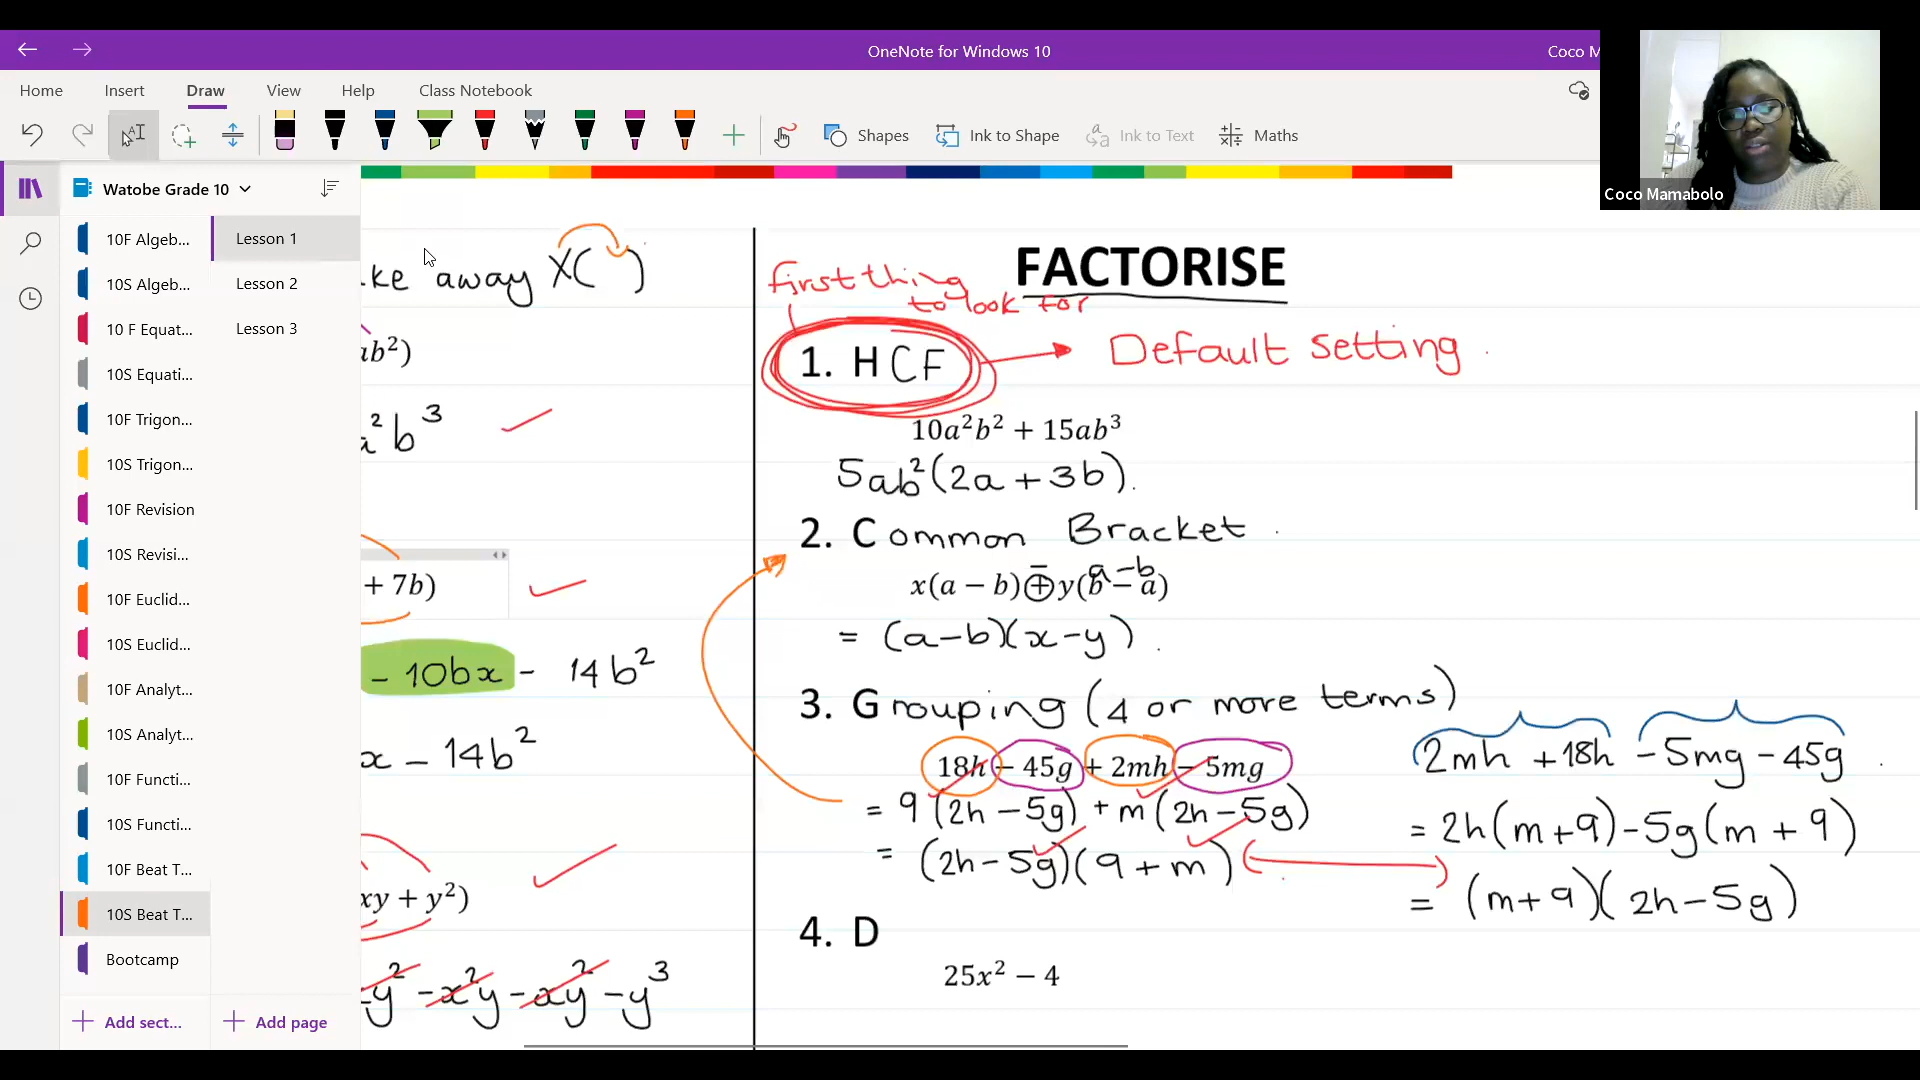 OneNote for Windows 10
Coco M
Home Insert Draw View Help Class Notebook
Shapes Ink to Shape Ink to Text Maths
Coco Mamabolo
Watobe Grade 10
10F Algeb...
10S Algeb...
10 F Equat...
10S Equati...
10F Trigon...
10S Trigon...
10F Revision
10S Revisi...
10F Euclid...
10S Euclid...
10F Analyt...
10S Analyt...
10F Functi...
10S Functi...
10F Beat T...
10S Beat T...
Bootcamp
Add sect...
Lesson 1
Lesson 2
Lesson 3
Add page
ke away X( )
ab²)
a²b³
+ 7b)
− 10bx − 14b²
x − 14b²
xy + y²)
y² −x²y −xy² −y³
FACTORISE
first thing
to look for
1. HCF → Default setting
10a²b² + 15ab³
5ab²(2a + 3b).
2. Common Bracket
− a −b
x(a − b) + y(b − a)
= (a−b)(x−y).
3. Grouping (4 or more terms)
18h − 45g + 2mh − 5mg
= 9(2h −5g) + m(2h−5g)
= (2h−5g)(9+m)
2mh +18h −5mg −45g
= 2h(m+9)−5g(m + 9)
= (m+9)(2h−5g)
4. D
25x² − 4